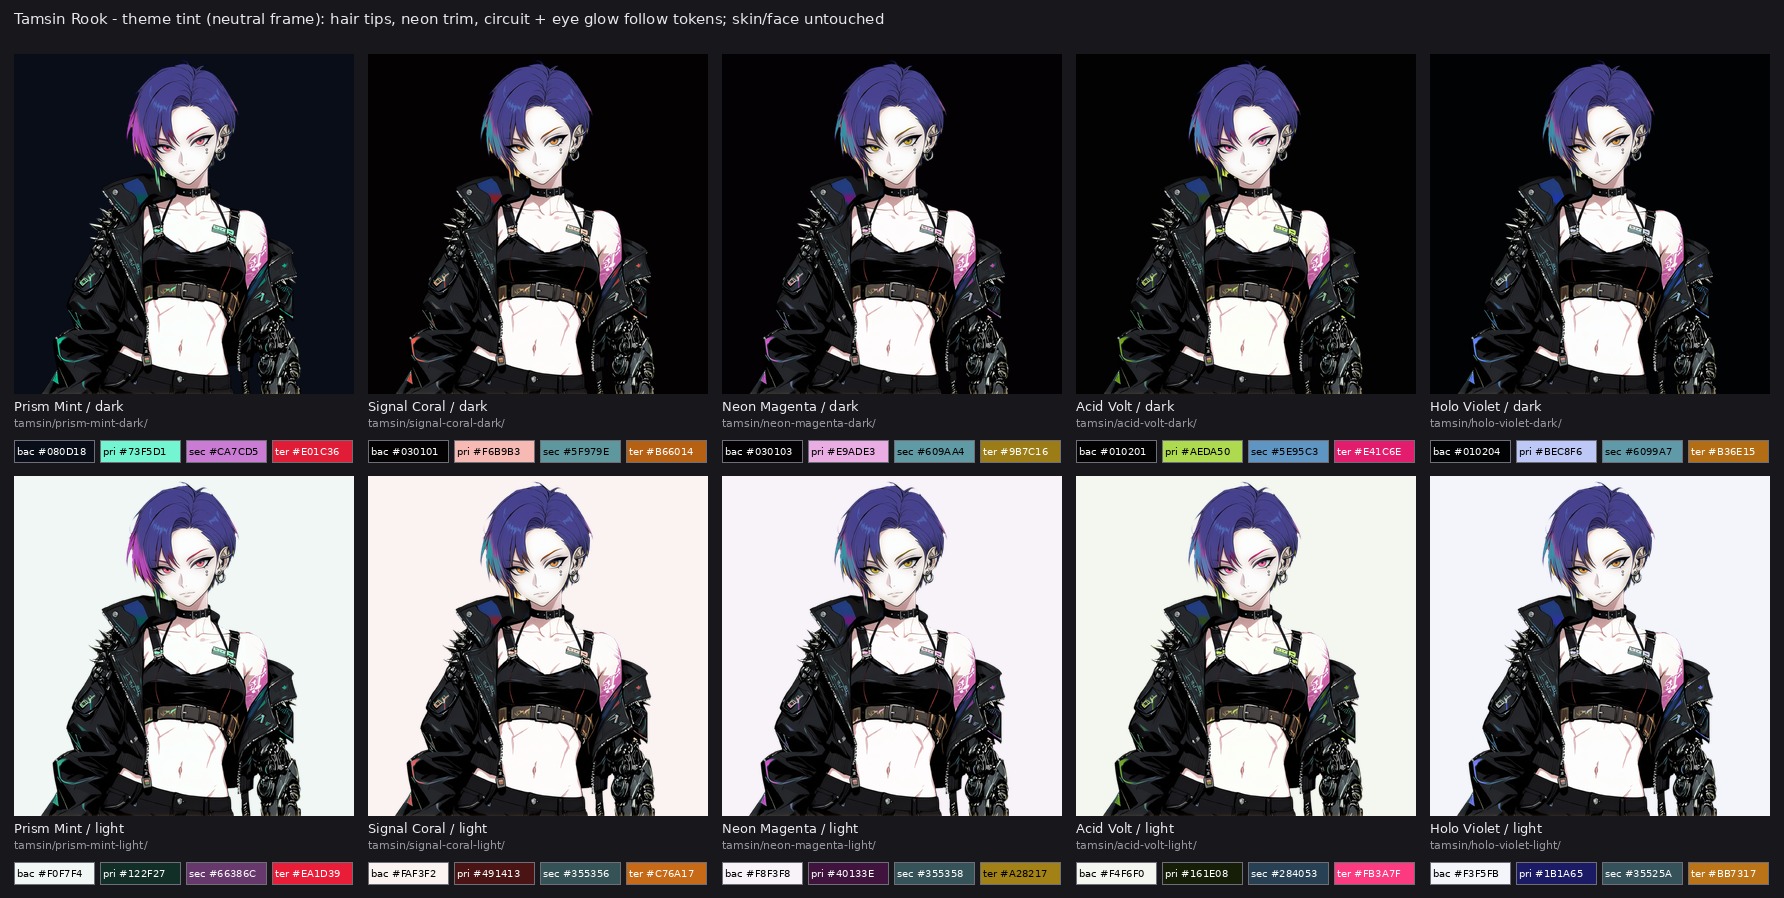 Tamsin Rook - theme tint (neutral frame): hair tips, neon trim, circuit + eye glow follow tokens; skin/face untouched
Prism Mint / dark
tamsin/prism-mint-dark/
bac #080D18 pri #73F5D1 sec #CA7CD5 ter #E01C36
Signal Coral / dark
tamsin/signal-coral-dark/
bac #030101 pri #F6B9B3 sec #5F979E ter #B66014
Neon Magenta / dark
tamsin/neon-magenta-dark/
bac #030103 pri #E9ADE3 sec #609AA4 ter #9B7C16
Acid Volt / dark
tamsin/acid-volt-dark/
bac #010201 pri #AEDA50 sec #5E95C3 ter #E41C6E
Holo Violet / dark
tamsin/holo-violet-dark/
bac #010204 pri #BEC8F6 sec #6099A7 ter #B36E15
Prism Mint / light
tamsin/prism-mint-light/
bac #F0F7F4 pri #122F27 sec #66386C ter #EA1D39
Signal Coral / light
tamsin/signal-coral-light/
bac #FAF3F2 pri #491413 sec #355356 ter #C76A17
Neon Magenta / light
tamsin/neon-magenta-light/
bac #F8F3F8 pri #40133E sec #355358 ter #A28217
Acid Volt / light
tamsin/acid-volt-light/
bac #F4F6F0 pri #161E08 sec #284053 ter #FB3A7F
Holo Violet / light
tamsin/holo-violet-light/
bac #F3F5FB pri #1B1A65 sec #35525A ter #BB7317